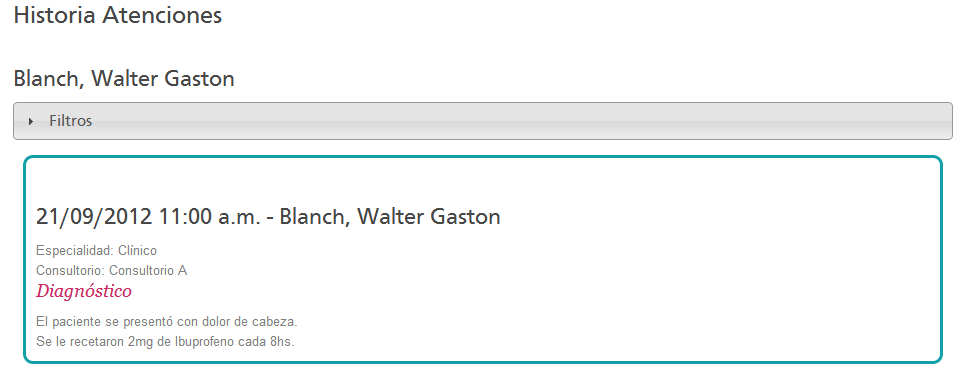 Historia Atenciones
Blanch, Walter Gaston
Filtros
21/09/2012 11:00 a.m. - Blanch, Walter Gaston
Especialidad: Clínico
Consultorio: Consultorio A
Diagnóstico
El paciente se presentó con dolor de cabeza.
Se le recetaron 2mg de Ibuprofeno cada 8hs.